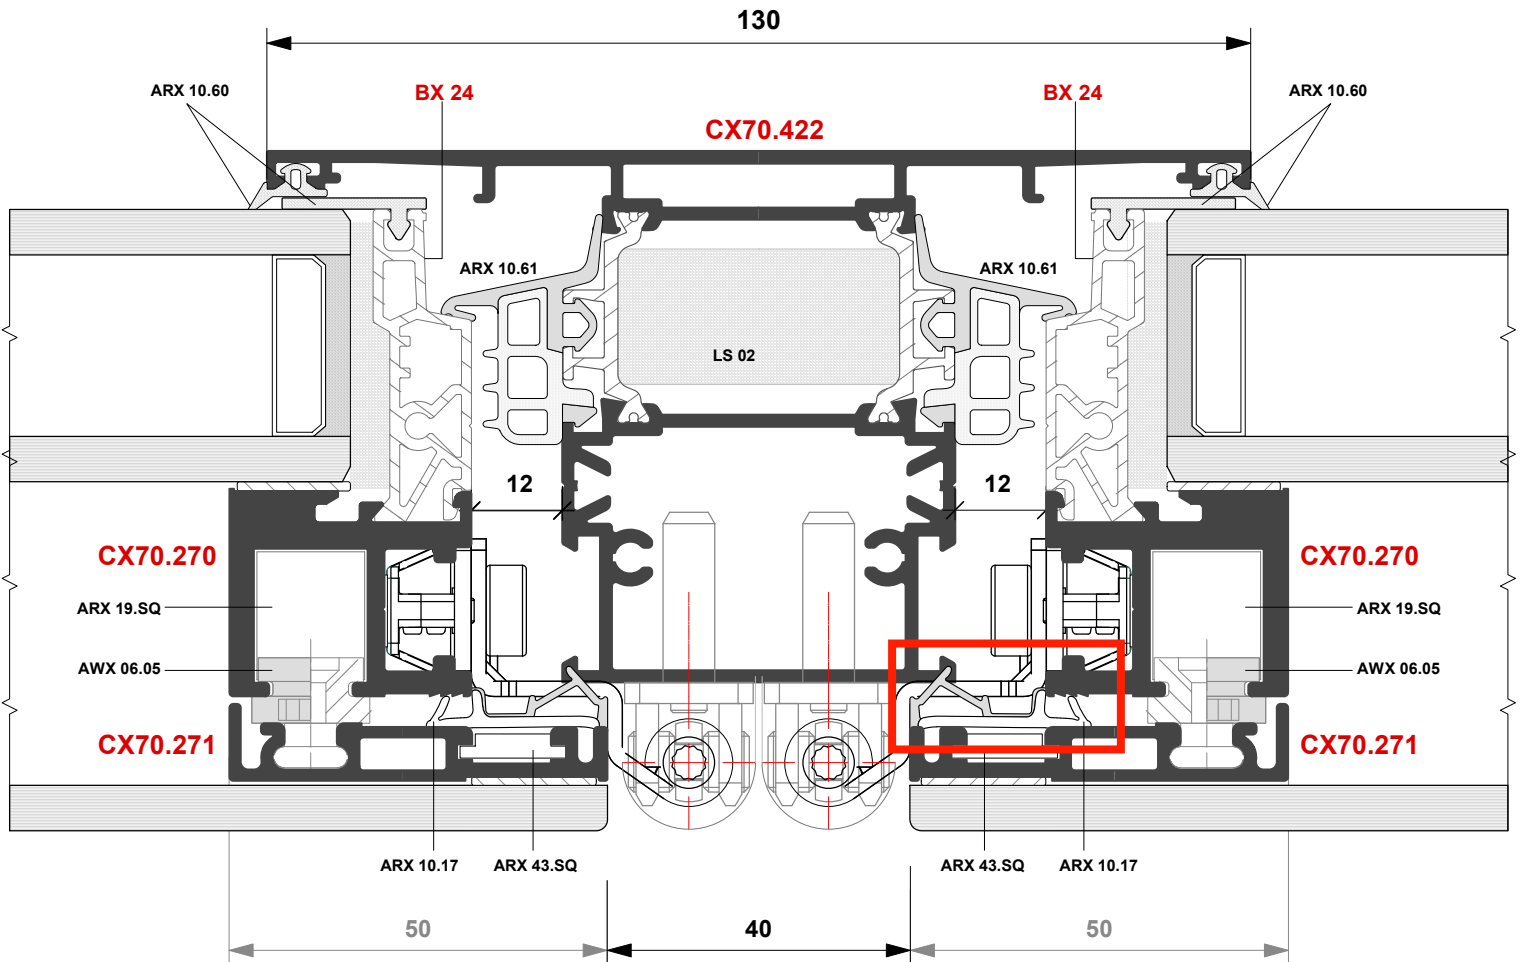 130
ARX 10.60
BX 24
BX 24
ARX 10.60
CX70.422
ARX 10.61
ARX 10.61
LS 02
12
12
CX70.270
CX70.270
ARX 19.SQ
ARX 19.SQ
AWX 06.05
AWX 06.05
CX70.271
CX70.271
ARX 10.17
ARX 43.SQ
ARX 43.SQ
ARX 10.17
50
40
50